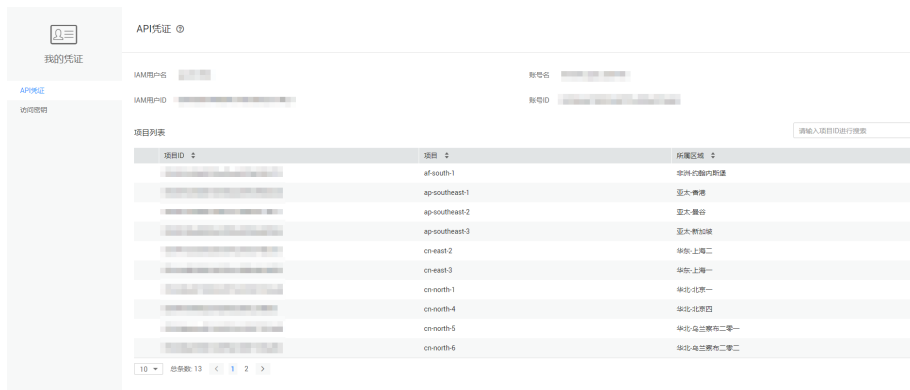 API凭证
我的凭证
API凭证
访问密钥
IAM用户名
账号名
IAM用户ID
账号ID
项目列表
请输入项目ID进行搜索
项目ID 项目 所属区域
af-south-1 非洲-约翰内斯堡
ap-southeast-1 亚太-香港
ap-southeast-2 亚太-曼谷
ap-southeast-3 亚太-新加坡
cn-east-2 华东-上海二
cn-east-3 华东-上海一
cn-north-1 华北-北京一
cn-north-4 华北-北京四
cn-north-5 华北-乌兰察布二零一
cn-north-6 华北-乌兰察布二零二
10 总条数: 13 < 1 2 >